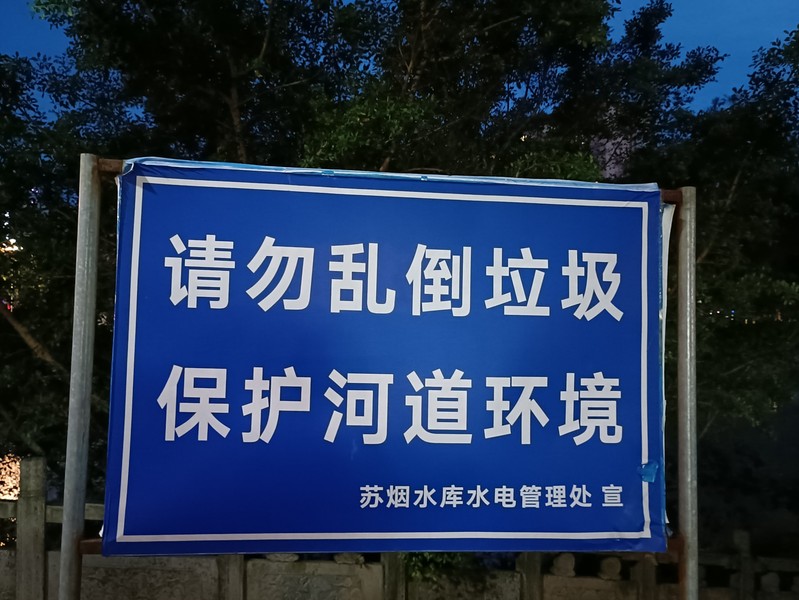 请勿乱倒垃圾
保护河道环境
苏烟水库水电管理处 宣